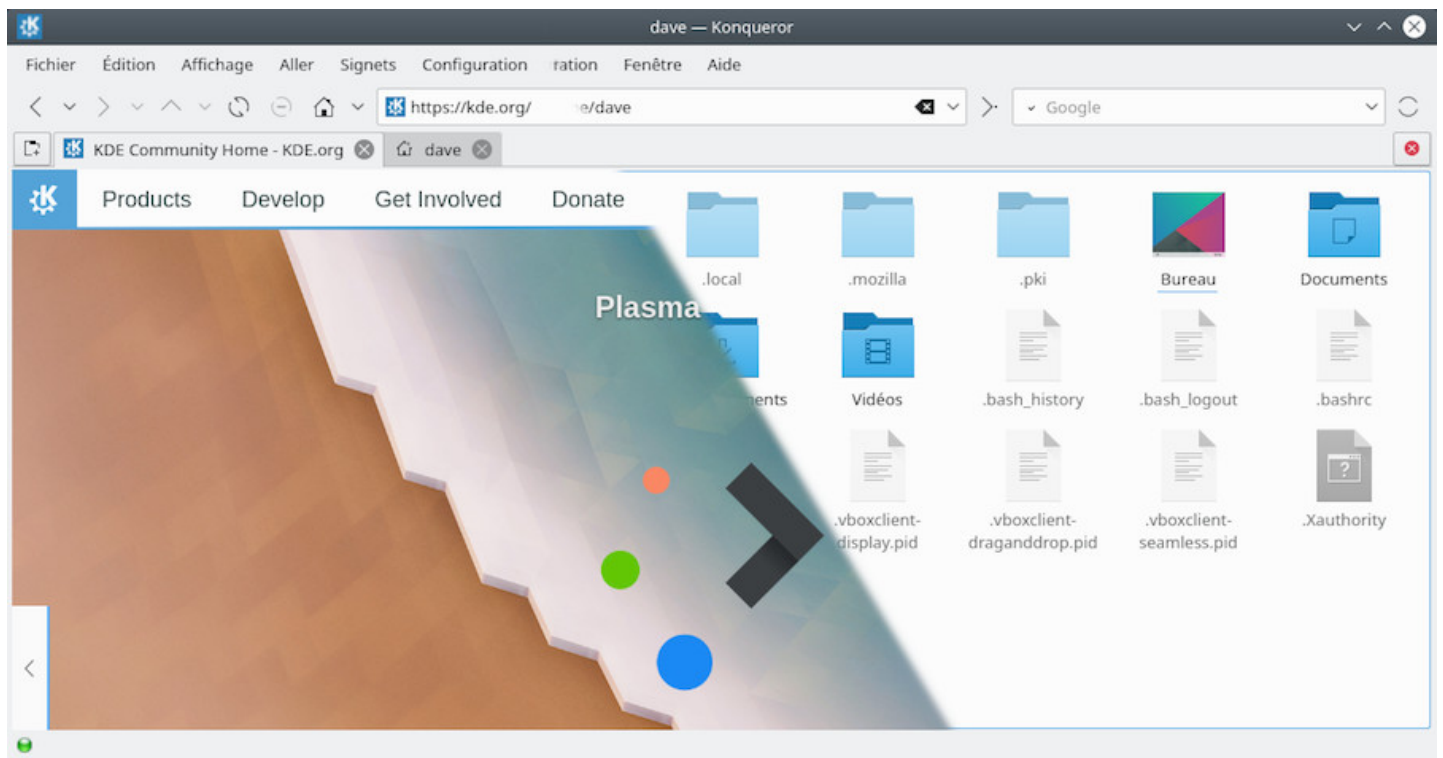 dave — Konqueror
Fichier Édition Affichage Aller Signets Configuration ration Fenêtre Aide
https://kde.org/ e/dave Google
KDE Community Home - KDE.org dave
Products Develop Get Involved Donate
.local .mozilla .pki Bureau Documents
Plasma
ents Vidéos .bash_history .bash_logout .bashrc
.vboxclient- .vboxclient- .vboxclient- .Xauthority
display.pid draganddrop.pid seamless.pid